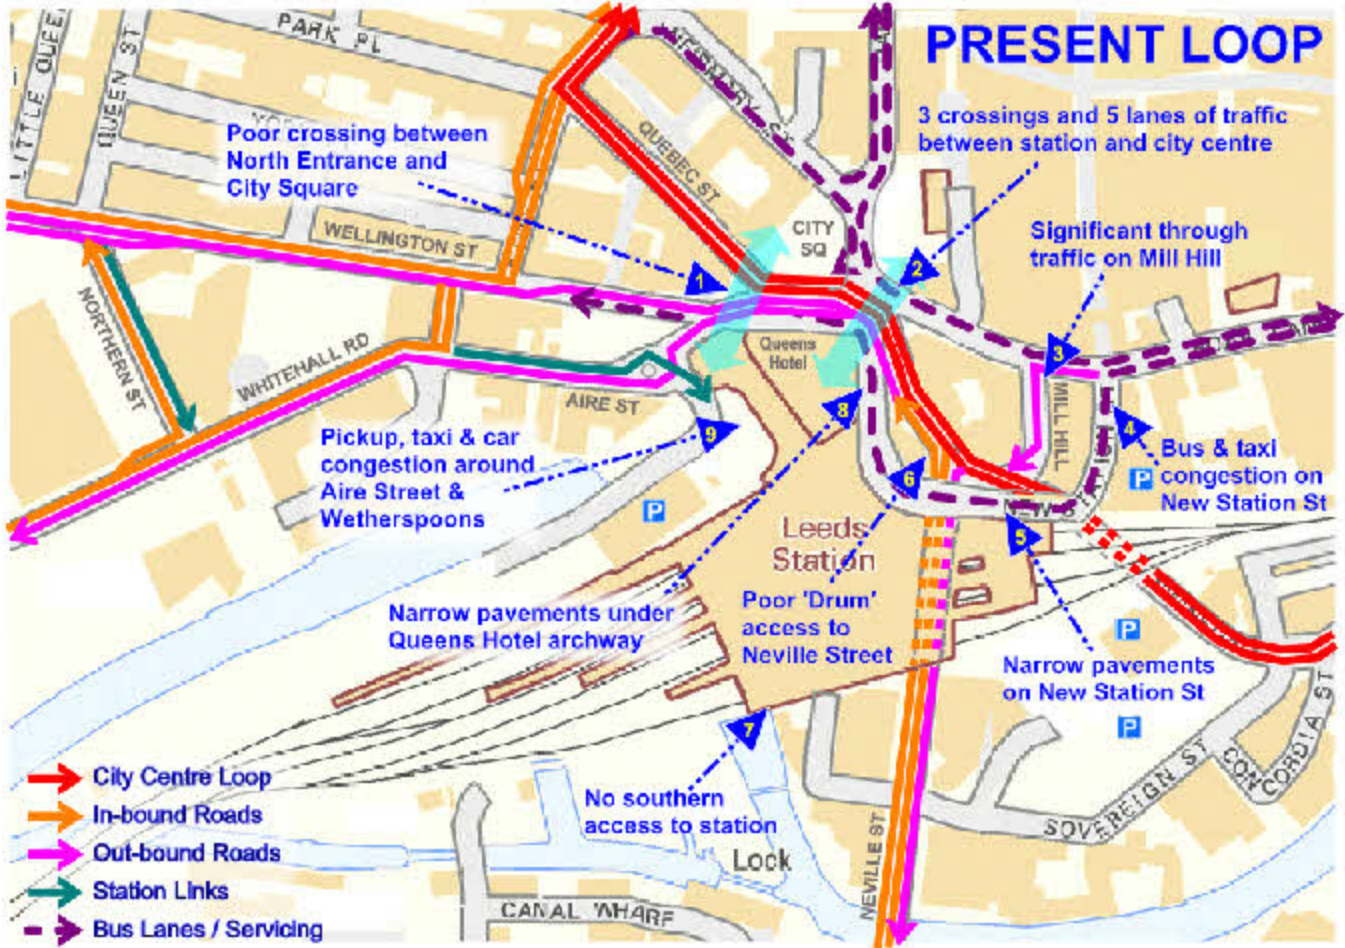 PRESENT LOOP
PARK PL
LITTLE QUEE
QUEEN ST
3 crossings and 5 lanes of traffic
between station and city centre
Poor crossing between
North Entrance and
City Square
QUEBEC ST
CITY
SQ
WELLINGTON ST
Significant through
traffic on Mill Hill
1
2
3
NORTHERN ST
WHITEHALL RD
Queens
Hotel
AIRE ST
MILL HILL
8
9
4
6
5
Pickup, taxi & car
congestion around
Aire Street &
Wetherspoons
Bus & taxi
congestion on
New Station St
P
P
NEW
Leeds
Station
Narrow pavements under
Queens Hotel archway
Poor 'Drum'
access to
Neville Street
P
Narrow pavements
on New Station St
P
7
No southern
access to station
CONCORDIA ST
SOVEREIGN ST
NEVILLE ST
Lock
CANAL WHARF
City Centre Loop
In-bound Roads
Out-bound Roads
Station Links
Bus Lanes / Servicing